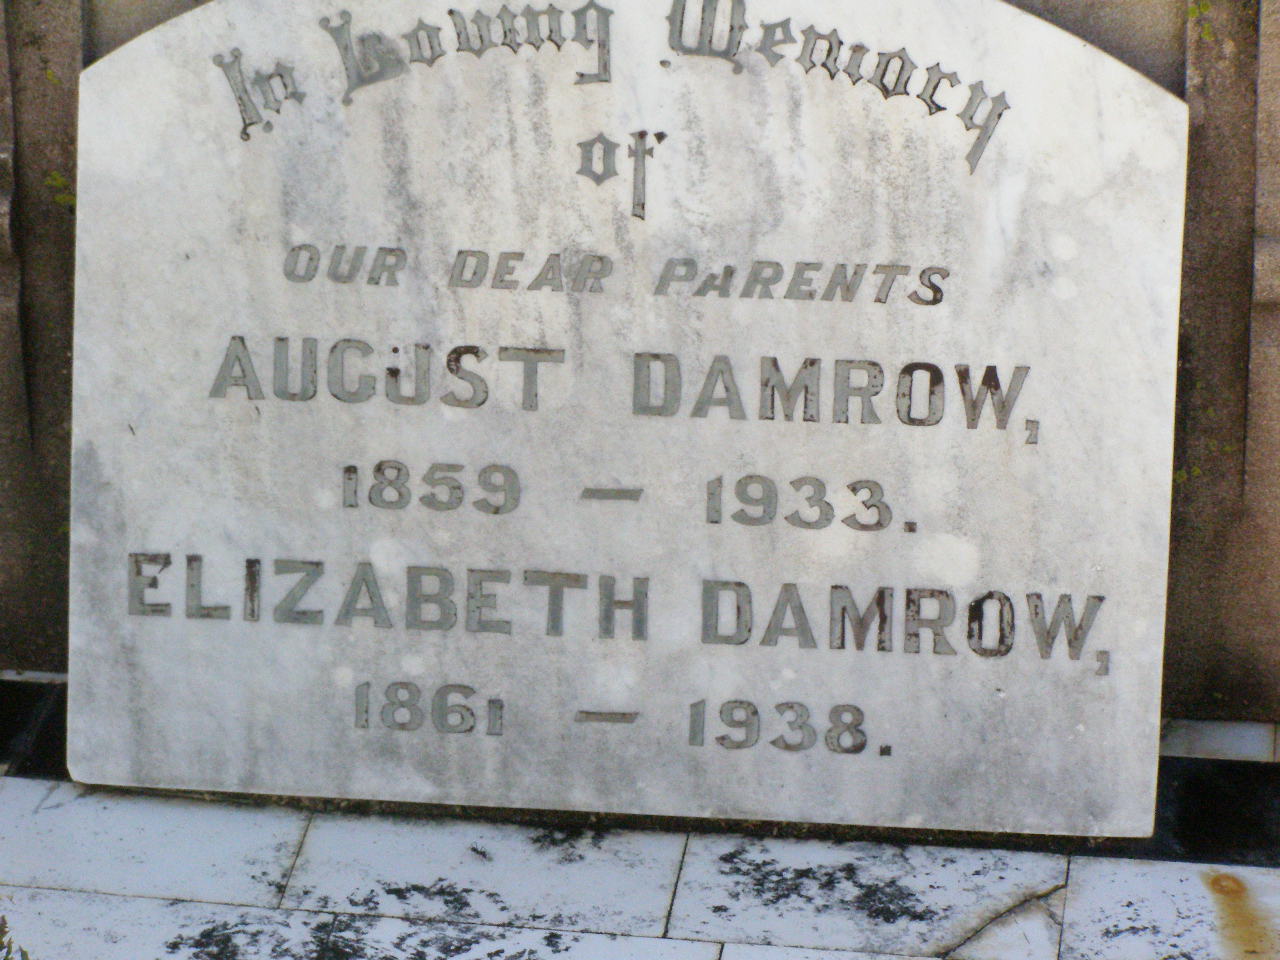 In Loving Memory
of
OUR DEAR PARENTS
AUGUST DAMROW,
1859 — 1933.
ELIZABETH DAMROW,
1861 — 1938.